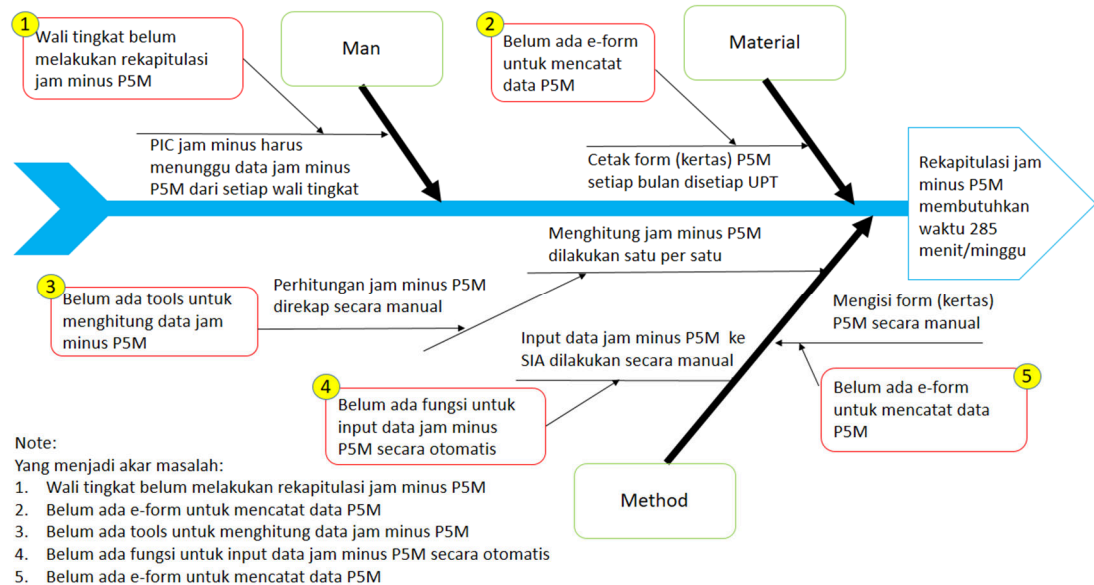 1
Wali tingkat belum
melakukan rekapitulasi
jam minus P5M
Man
2
Belum ada e-form
untuk mencatat
data P5M
Material
PIC jam minus harus
menunggu data jam minus
P5M dari setiap wali tingkat
Cetak form (kertas) P5M
setiap bulan disetiap UPT
Rekapitulasi jam
minus P5M
membutuhkan
waktu 285
menit/minggu
Menghitung jam minus P5M
dilakukan satu per satu
3
Belum ada tools untuk
menghitung data jam
minus P5M
Perhitungan jam minus P5M
direkap secara manual
Mengisi form (kertas)
P5M secara manual
Input data jam minus P5M ke
SIA dilakukan secara manual
4
Belum ada fungsi untuk
input data jam minus
P5M secara otomatis
5
Belum ada e-form
untuk mencatat data
P5M
Method
Note:
Yang menjadi akar masalah:
1. Wali tingkat belum melakukan rekapitulasi jam minus P5M
2. Belum ada e-form untuk mencatat data P5M
3. Belum ada tools untuk menghitung data jam minus P5M
4. Belum ada fungsi untuk input data jam minus P5M secara otomatis
5. Belum ada e-form untuk mencatat data P5M